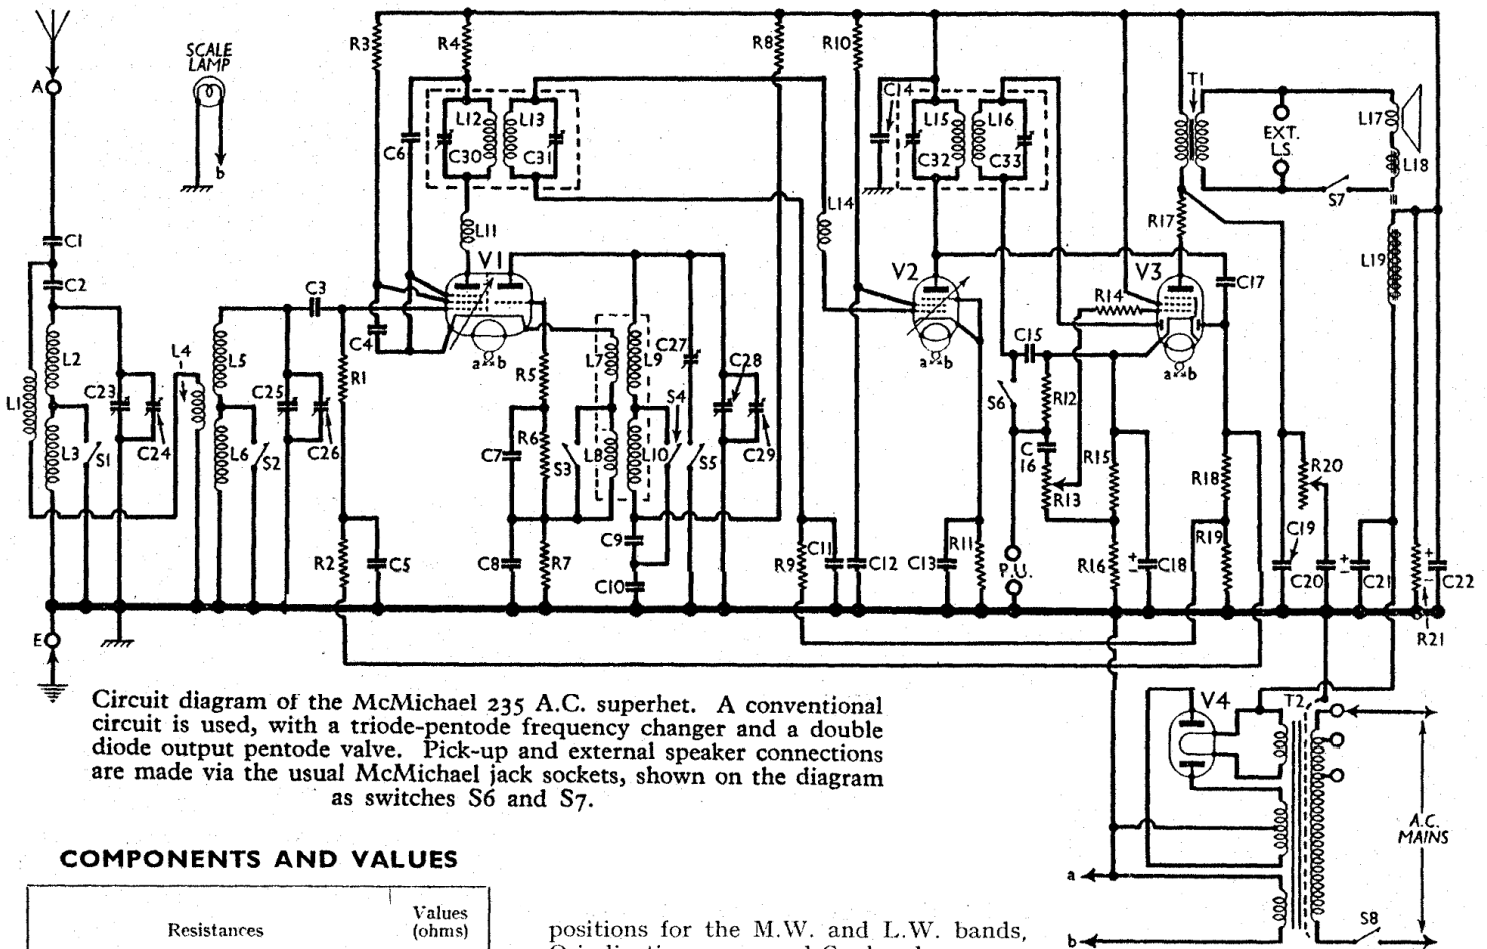 SCALE
LAMP
A
b
R3
R4
R8
R10
C6
L12
L13
C30
C31
C14
L15
L16
C32
C33
T1
EXT.
L.S.
L17
L18
S7
C1
C2
L11
L14
R17
V1
V2
V3
C17
L19
C3
R14
C4
a
b
a
b
a
b
C15
L1
L2
L4
L5
C23
C24
C25
C26
R1
R5
L7
L9
C27
S4
C28
S6
R12
L3
S1
L6
S2
R6
C7
S3
L8
L10
S5
C29
C
16
R13
R15
R18
R20
R2
C5
C8
R7
C9
C10
R9
C11
C12
C13
R11
P.U.
R16
+
-
C18
R19
C19
C20
+
-
C21
+
-
C22
R21
E
Circuit diagram of the McMichael 235 A.C. superhet. A conventional
circuit is used, with a triode-pentode frequency changer and a double
diode output pentode valve. Pick-up and external speaker connections
are made via the usual McMichael jack sockets, shown on the diagram
as switches S6 and S7.
V4
T2
A.C.
MAINS
a
b
S8
COMPONENTS AND VALUES
Resistances
Values
(ohms)
positions for the M.W. and L.W. bands,